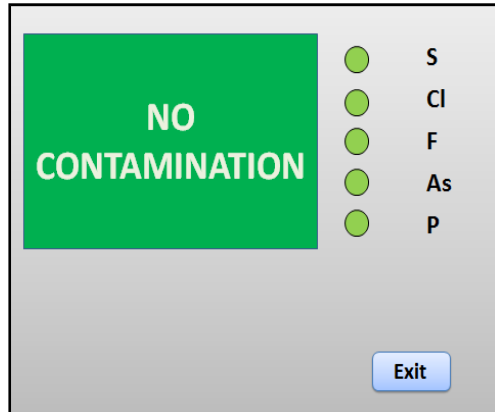 NO
CONTAMINATION
S
Cl
F
As
P
Exit